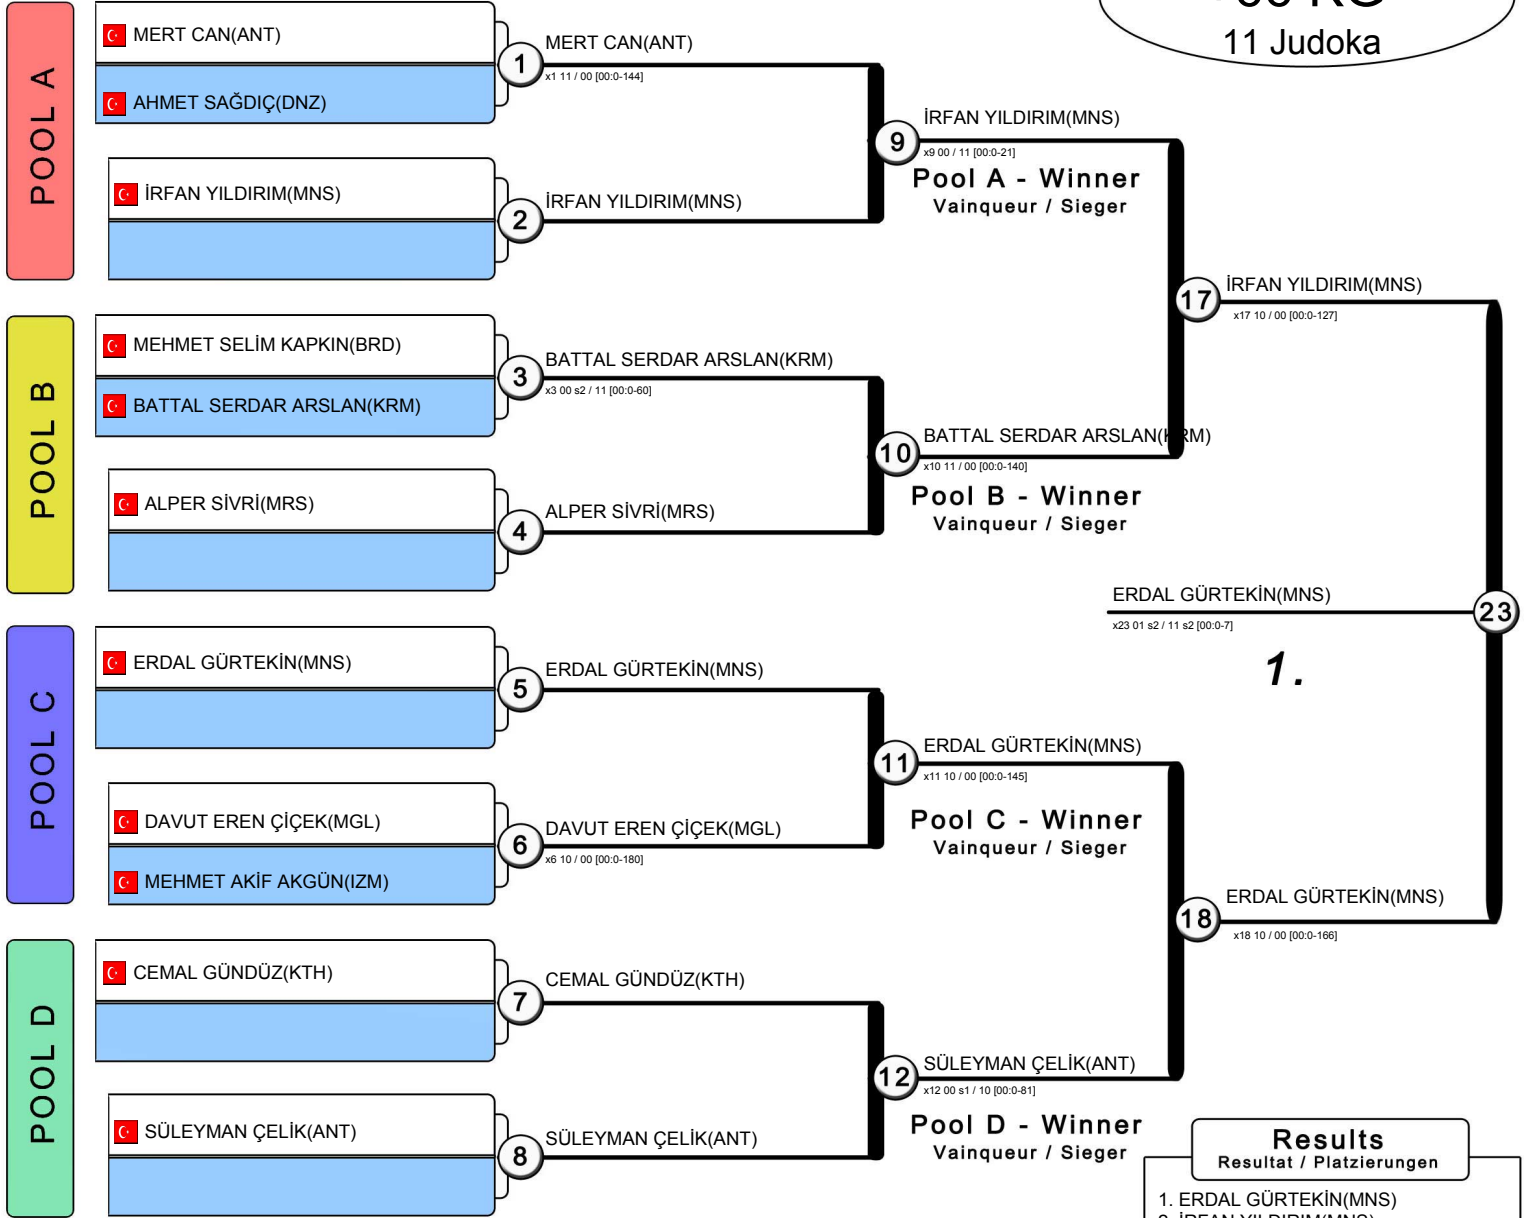 11 Judoka
POOL A
MERT CAN(ANT)
AHMET SAĞDIÇ(DNZ)
İRFAN YILDIRIM(MNS)
1
MERT CAN(ANT)
x1 11 / 00 [00:0-144]
2
İRFAN YILDIRIM(MNS)
9
İRFAN YILDIRIM(MNS)
x9 00 / 11 [00:0-21]
Pool A - Winner
Vainqueur / Sieger
POOL B
MEHMET SELİM KAPKIN(BRD)
BATTAL SERDAR ARSLAN(KRM)
ALPER SİVRİ(MRS)
3
BATTAL SERDAR ARSLAN(KRM)
x3 00 s2 / 11 [00:0-60]
4
ALPER SİVRİ(MRS)
10
BATTAL SERDAR ARSLAN(KRM)
x10 11 / 00 [00:0-140]
Pool B - Winner
Vainqueur / Sieger
17
İRFAN YILDIRIM(MNS)
x17 10 / 00 [00:0-127]
POOL C
ERDAL GÜRTEKİN(MNS)
DAVUT EREN ÇİÇEK(MGL)
MEHMET AKİF AKGÜN(IZM)
5
ERDAL GÜRTEKİN(MNS)
6
DAVUT EREN ÇİÇEK(MGL)
x6 10 / 00 [00:0-180]
11
ERDAL GÜRTEKİN(MNS)
x11 10 / 00 [00:0-145]
Pool C - Winner
Vainqueur / Sieger
POOL D
CEMAL GÜNDÜZ(KTH)
SÜLEYMAN ÇELİK(ANT)
7
CEMAL GÜNDÜZ(KTH)
8
SÜLEYMAN ÇELİK(ANT)
12
SÜLEYMAN ÇELİK(ANT)
x12 00 s1 / 10 [00:0-81]
Pool D - Winner
Vainqueur / Sieger
18
ERDAL GÜRTEKİN(MNS)
x18 10 / 00 [00:0-166]
ERDAL GÜRTEKİN(MNS)
23
x23 01 s2 / 11 s2 [00:0-7]
1.
Results
Resultat / Platzierungen
1. ERDAL GÜRTEKİN(MNS)
2. İRFAN YILDIRIM(MNS)